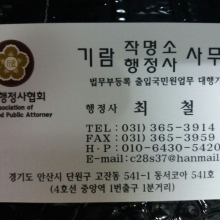 기람 작명소 행정사 사무
법무부등록 출입국민원업무 대행기
행정사협회
ociation of
d Public Attorney
행정사 최 철
TEL:031) 365-3914
FAX:031) 365-3959
H·P:010-6430-5420
E-mail:c28s37@hanmail
경기도 안산시 단원구 고잔동 541-1 동서코아 541호
(4호선 중앙역 1번출구 1분거리)